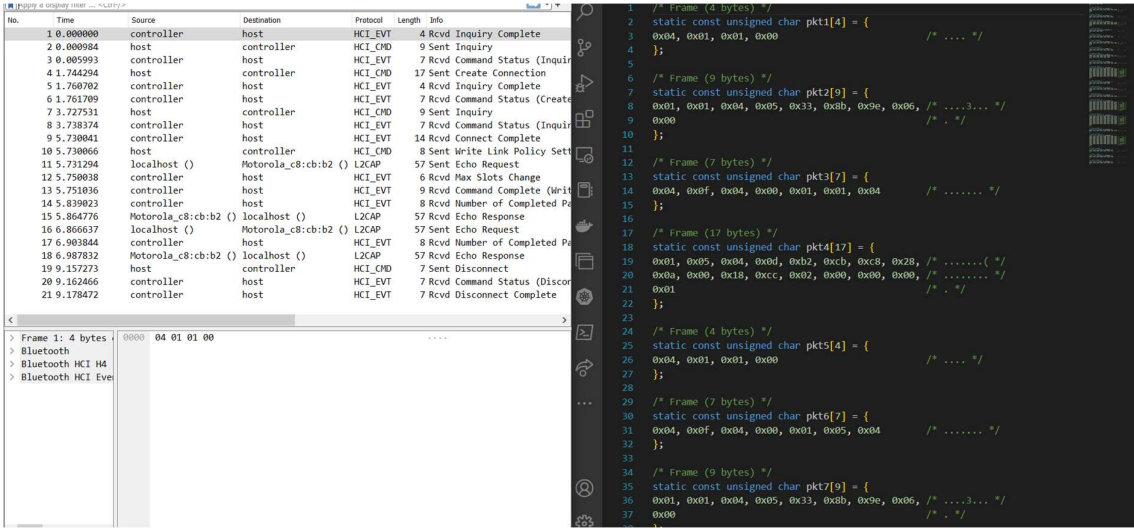 Apply a display filter ... <Ctrl-/>
No. Time Source Destination Protocol Length Info
1 0.000000 controller host HCI_EVT 4 Rcvd Inquiry Complete
2 0.000984 host controller HCI_CMD 9 Sent Inquiry
3 0.005993 controller host HCI_EVT 7 Rcvd Command Status (Inquir
4 1.744294 host controller HCI_CMD 17 Sent Create Connection
5 1.760702 controller host HCI_EVT 4 Rcvd Inquiry Complete
6 1.761709 controller host HCI_EVT 7 Rcvd Command Status (Create
7 3.727531 host controller HCI_CMD 9 Sent Inquiry
8 3.738374 controller host HCI_EVT 7 Rcvd Command Status (Inquir
9 5.730041 controller host HCI_EVT 14 Rcvd Connect Complete
10 5.730066 host controller HCI_CMD 8 Sent Write Link Policy Sett
11 5.731294 localhost () Motorola_c8:cb:b2 () L2CAP 57 Sent Echo Request
12 5.750038 controller host HCI_EVT 6 Rcvd Max Slots Change
13 5.751036 controller host HCI_EVT 9 Rcvd Command Complete (Writ
14 5.839023 controller host HCI_EVT 8 Rcvd Number of Completed Pa
15 5.864776 Motorola_c8:cb:b2 () localhost () L2CAP 57 Rcvd Echo Response
16 6.866637 localhost () Motorola_c8:cb:b2 () L2CAP 57 Sent Echo Request
17 6.903844 controller host HCI_EVT 8 Rcvd Number of Completed Pa
18 6.987832 Motorola_c8:cb:b2 () localhost () L2CAP 57 Rcvd Echo Response
19 9.157273 host controller HCI_CMD 7 Sent Disconnect
20 9.162466 controller host HCI_EVT 7 Rcvd Command Status (Discon
21 9.178472 controller host HCI_EVT 7 Rcvd Disconnect Complete
> Frame 1: 4 bytes
> Bluetooth
> Bluetooth HCI H4
> Bluetooth HCI Eve
0000 04 01 01 00 ....
1 /* Frame (4 bytes) */
2 static const unsigned char pkt1[4] = {
3 0x04, 0x01, 0x01, 0x00 /* .... */
4 };
5
6 /* Frame (9 bytes) */
7 static const unsigned char pkt2[9] = {
8 0x01, 0x01, 0x04, 0x05, 0x33, 0x8b, 0x9e, 0x06, /* ....3... */
9 0x00 /* . */
10 };
11
12 /* Frame (7 bytes) */
13 static const unsigned char pkt3[7] = {
14 0x04, 0x0f, 0x04, 0x00, 0x01, 0x01, 0x04 /* ....... */
15 };
16
17 /* Frame (17 bytes) */
18 static const unsigned char pkt4[17] = {
19 0x01, 0x05, 0x04, 0x0d, 0xb2, 0xcb, 0xc8, 0x28, /* .......( */
20 0x0a, 0x00, 0x18, 0xcc, 0x02, 0x00, 0x00, 0x00, /* ........ */
21 0x01 /* . */
22 };
23
24 /* Frame (4 bytes) */
25 static const unsigned char pkt5[4] = {
26 0x04, 0x01, 0x01, 0x00 /* .... */
27 };
28
29 /* Frame (7 bytes) */
30 static const unsigned char pkt6[7] = {
31 0x04, 0x0f, 0x04, 0x00, 0x01, 0x05, 0x04 /* ....... */
32 };
33
34 /* Frame (9 bytes) */
35 static const unsigned char pkt7[9] = {
36 0x01, 0x01, 0x04, 0x05, 0x33, 0x8b, 0x9e, 0x06, /* ....3... */
37 0x00 /* . */